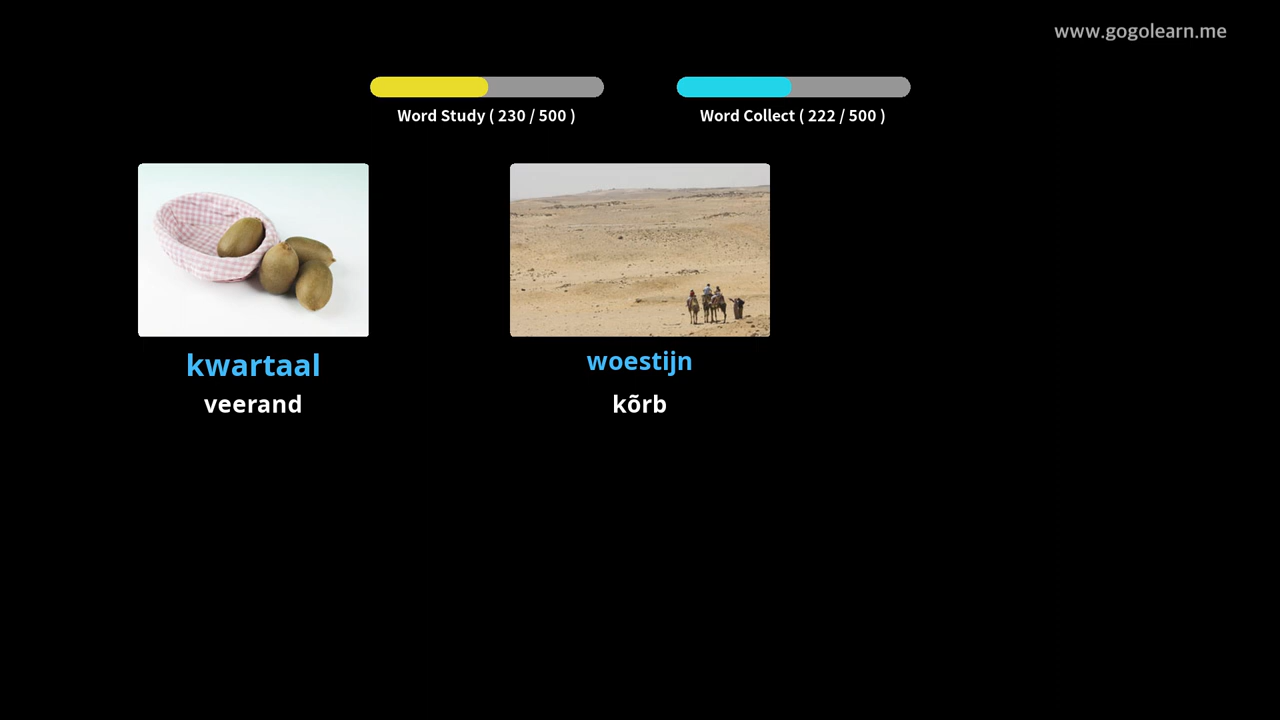 www.gogolearn.me
Word Study ( 230 / 500 )
Word Collect ( 222 / 500 )
kwartaal
veerand
woestijn
kõrb